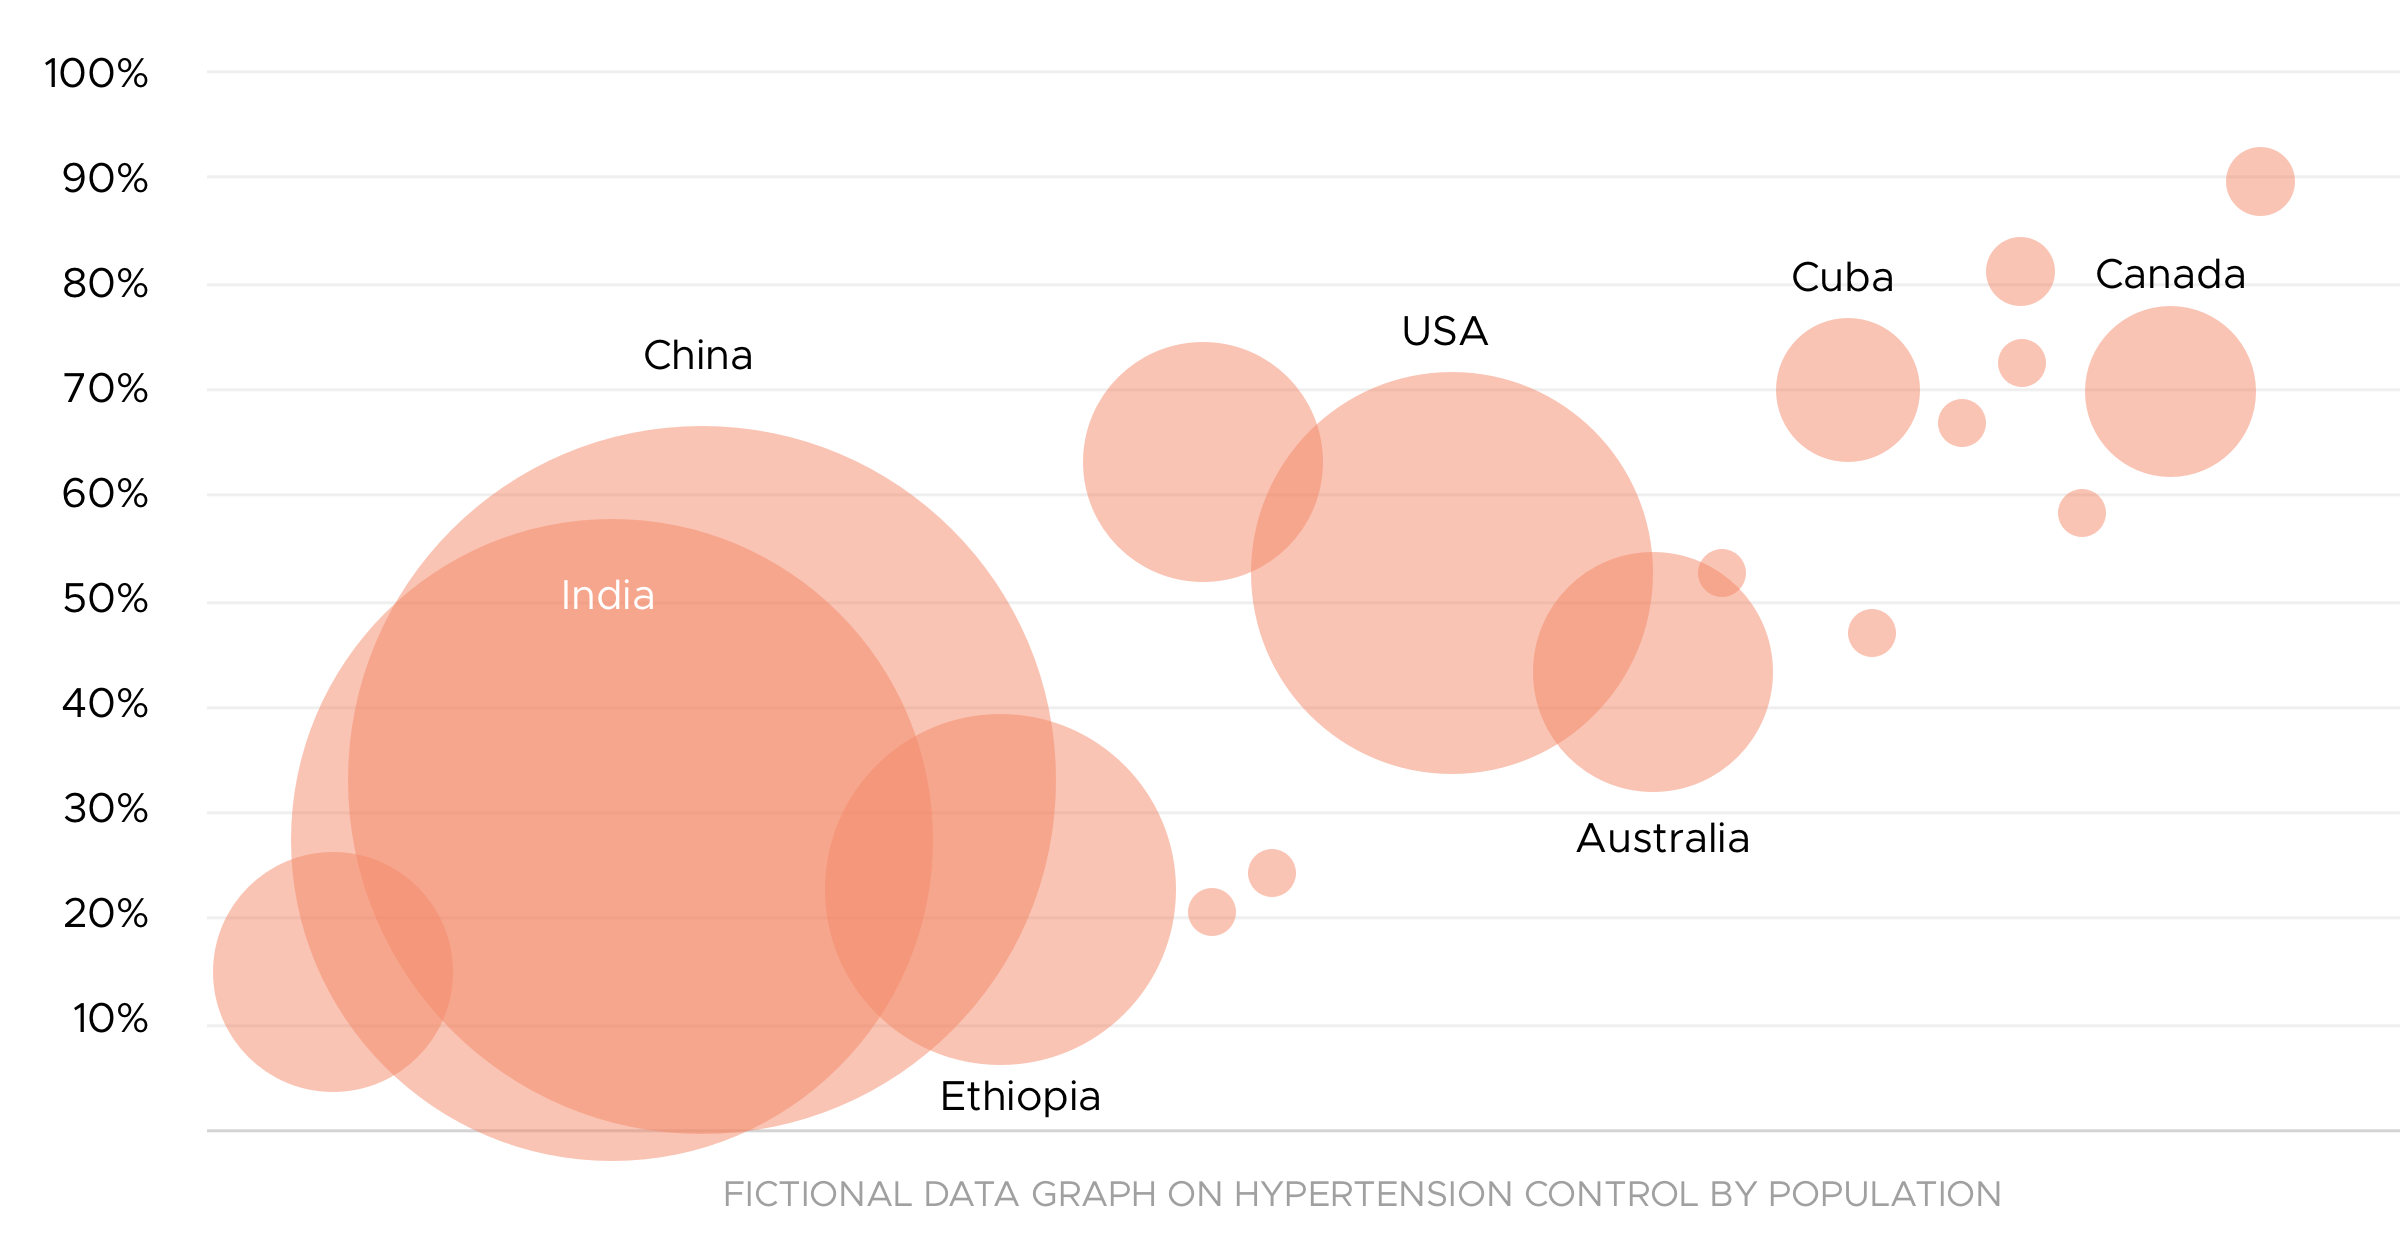 100%
90%
80%
70%
60%
50%
40%
30%
20%
10%
China
India
Ethiopia
USA
Australia
Cuba
Canada
FICTIONAL DATA GRAPH ON HYPERTENSION CONTROL BY POPULATION